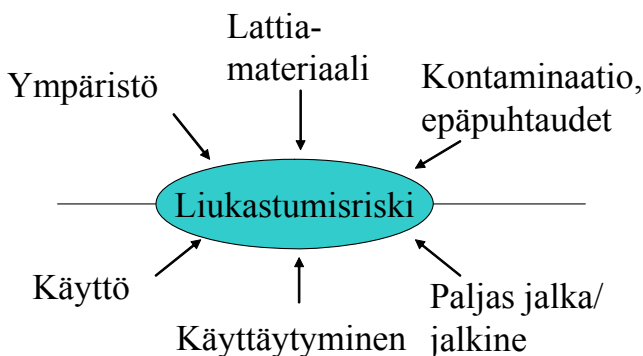 Lattia-
materiaali
Ympäristö
Kontaminaatio,
epäpuhtaudet
Liukastumisriski
Käyttö
Käyttäytyminen
Paljas jalka/
jalkine